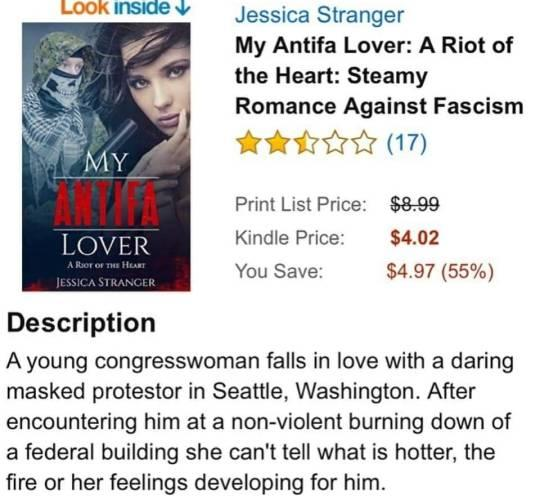 Look inside ↓
Jessica Stranger
My Antifa Lover: A Riot of
the Heart: Steamy
Romance Against Fascism
(17)
MY
ANTIFA
LOVER
A RIOT OF THE HEART
JESSICA STRANGER
Print List Price: $8.99
Kindle Price: $4.02
You Save: $4.97 (55%)
Description
A young congresswoman falls in love with a daring
masked protestor in Seattle, Washington. After
encountering him at a non-violent burning down of
a federal building she can't tell what is hotter, the
fire or her feelings developing for him.